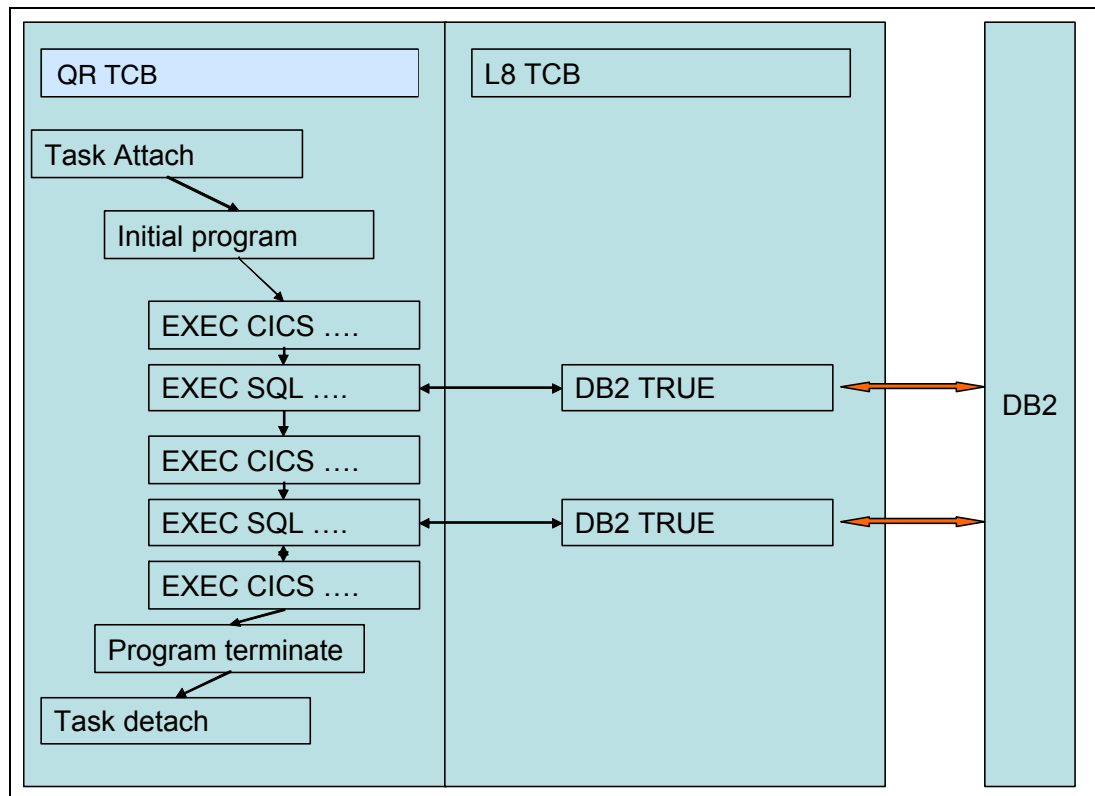 QR TCB
L8 TCB
Task Attach
Initial program
EXEC CICS ….
EXEC SQL ….
DB2 TRUE
DB2
EXEC CICS ….
EXEC SQL ….
DB2 TRUE
EXEC CICS ….
Program terminate
Task detach